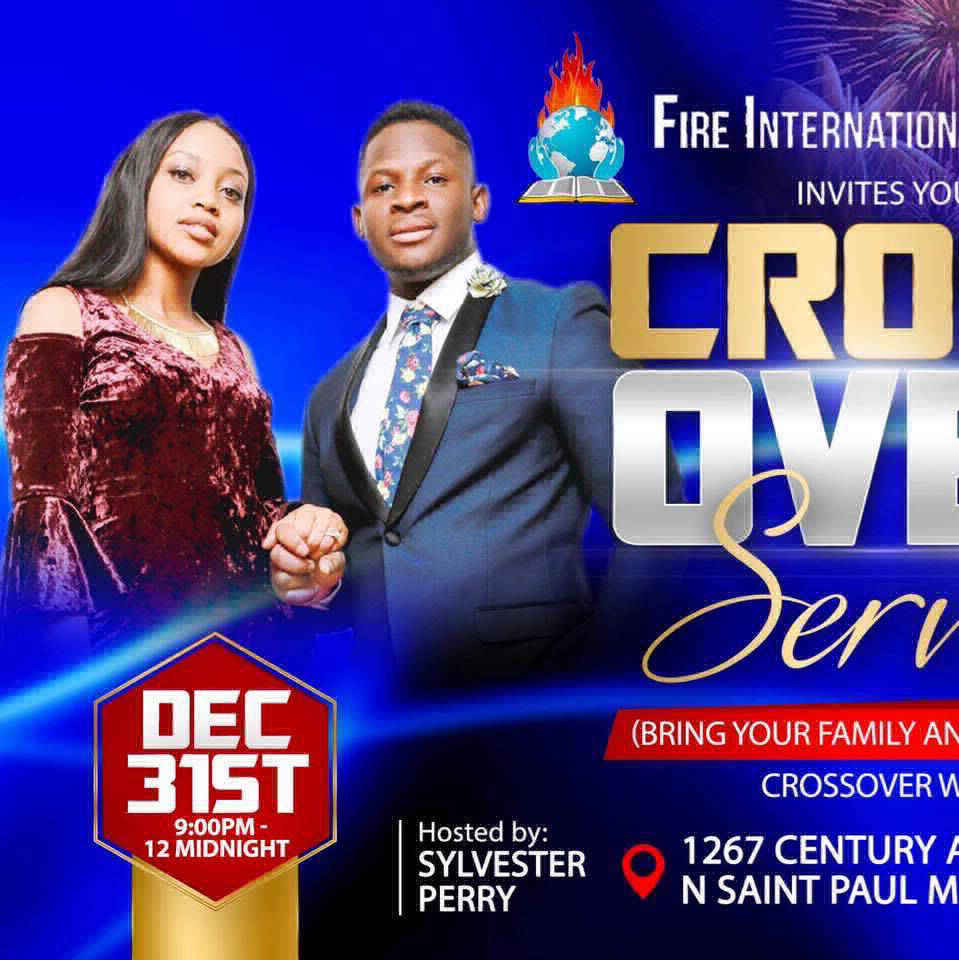 FIRE INTERNATION
INVITES YOU
CRO
OVE
Serv
(BRING YOUR FAMILY AN
CROSSOVER W
DEC
31ST
9:00PM -
12 MIDNIGHT
Hosted by:
SYLVESTER
PERRY
1267 CENTURY A
N SAINT PAUL M